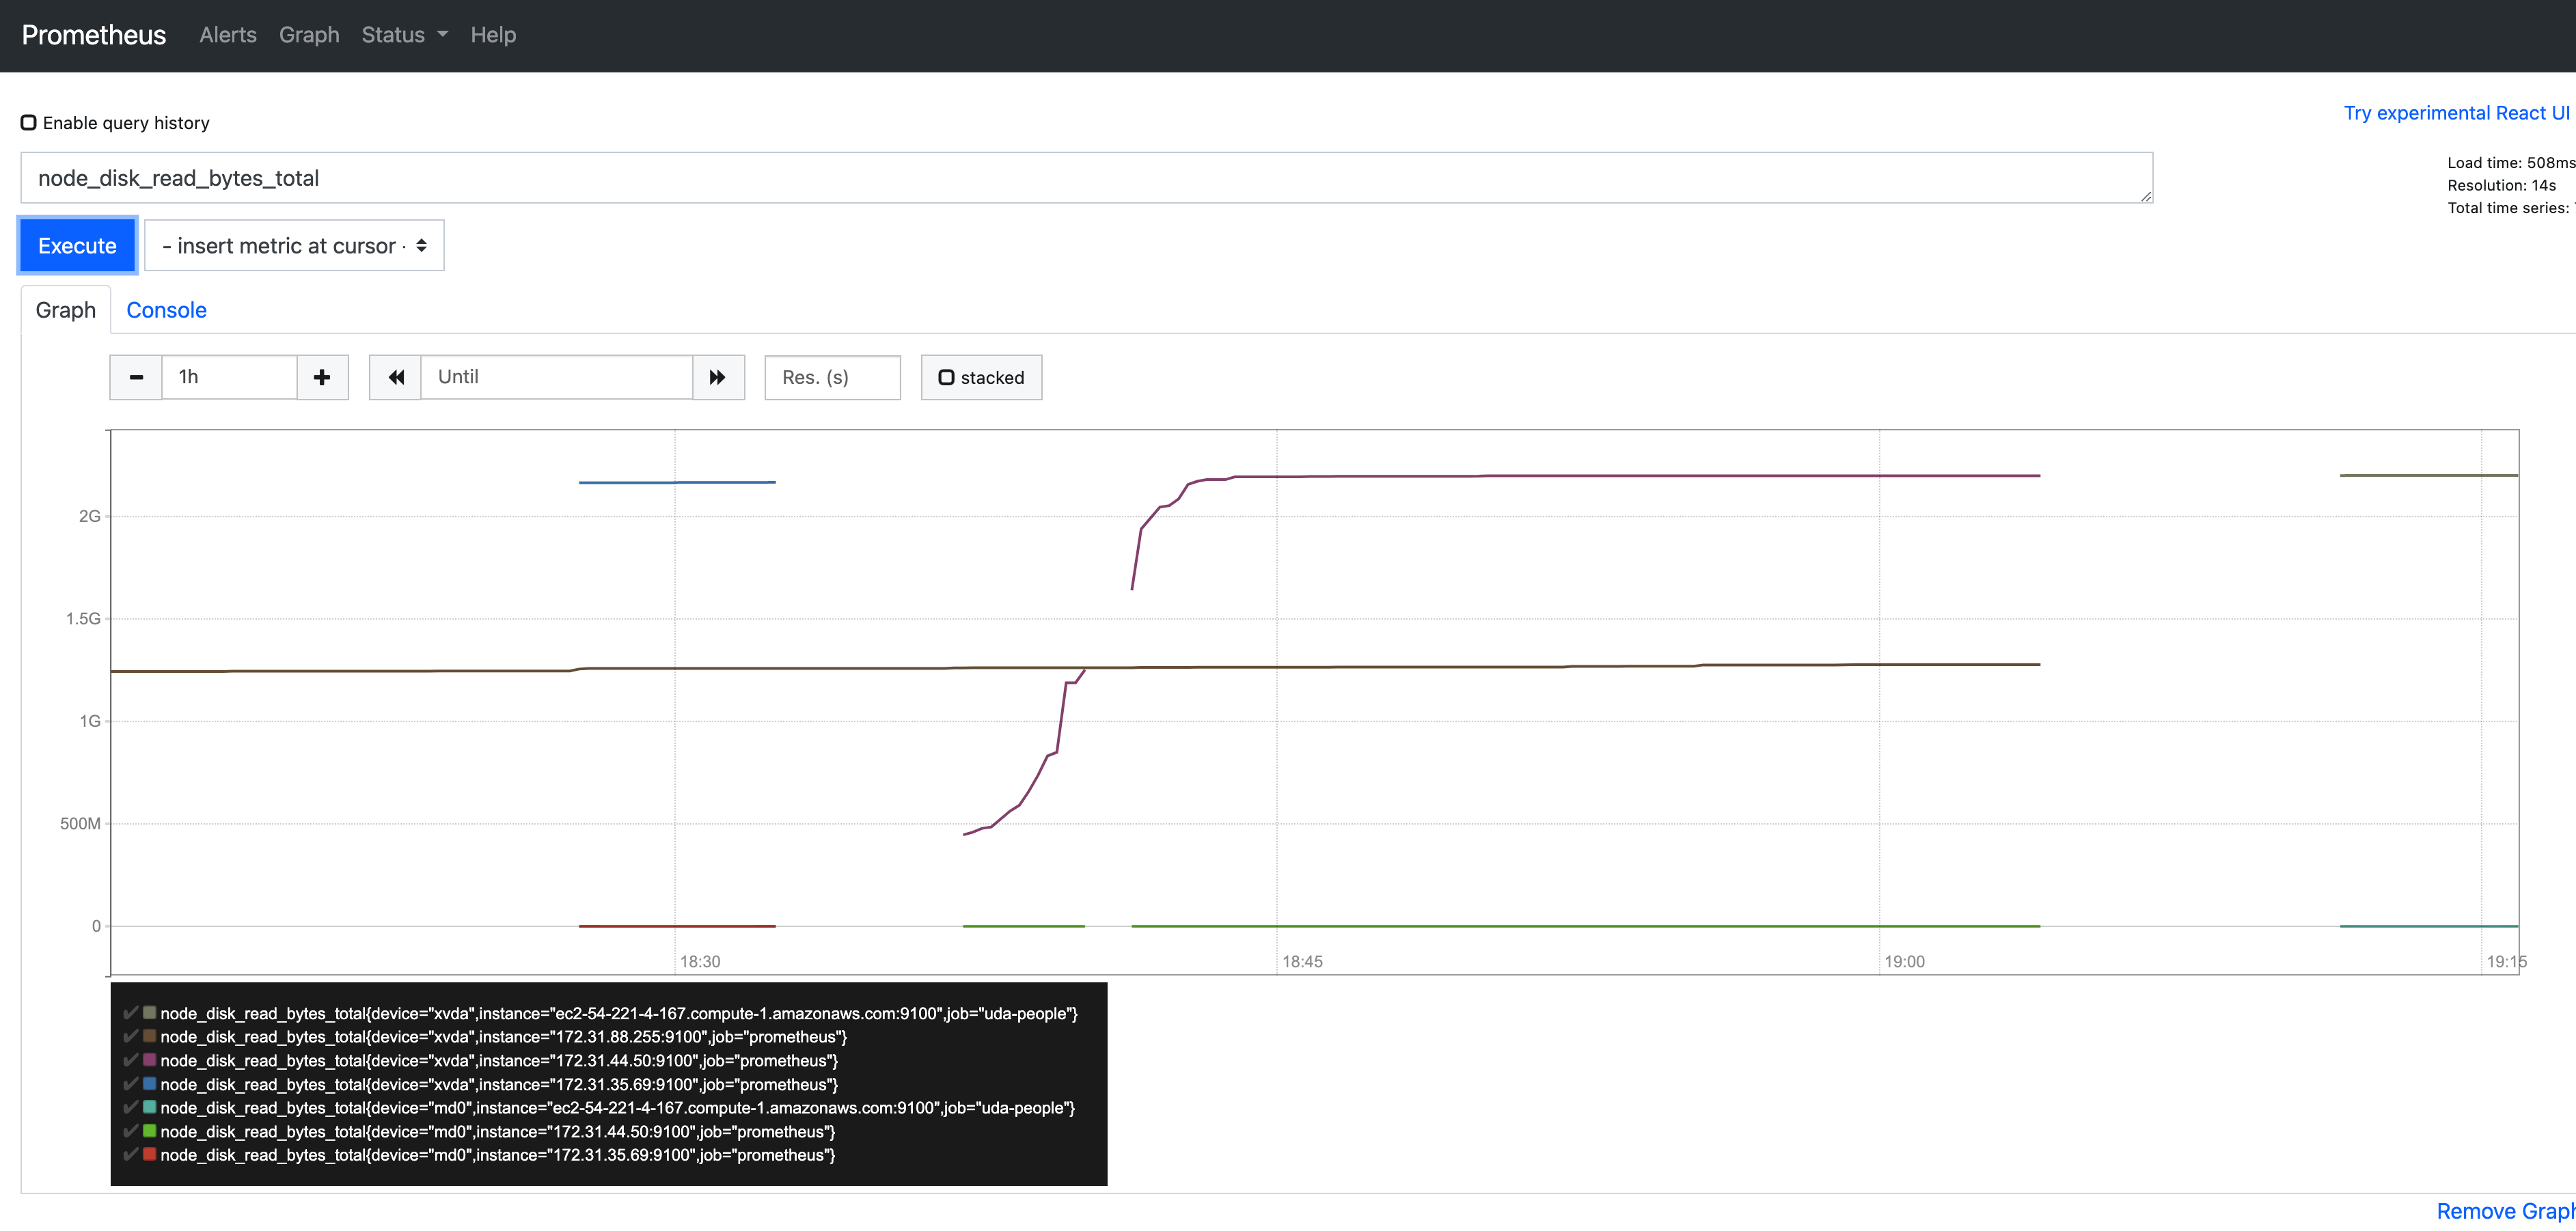 Prometheus Alerts Graph Status Help
Enable query history
Try experimental React UI
node_disk_read_bytes_total
Load time: 508ms
Resolution: 14s
Total time series:
Execute
- insert metric at cursor -
Graph Console
1h
Until
Res. (s)
stacked
2G
1.5G
1G
500M
0
18:30
18:45
19:00
19:15
node_disk_read_bytes_total{device="xvda",instance="ec2-54-221-4-167.compute-1.amazonaws.com:9100",job="uda-people"}
node_disk_read_bytes_total{device="xvda",instance="172.31.88.255:9100",job="prometheus"}
node_disk_read_bytes_total{device="xvda",instance="172.31.44.50:9100",job="prometheus"}
node_disk_read_bytes_total{device="xvda",instance="172.31.35.69:9100",job="prometheus"}
node_disk_read_bytes_total{device="md0",instance="ec2-54-221-4-167.compute-1.amazonaws.com:9100",job="uda-people"}
node_disk_read_bytes_total{device="md0",instance="172.31.44.50:9100",job="prometheus"}
node_disk_read_bytes_total{device="md0",instance="172.31.35.69:9100",job="prometheus"}
Remove Graph